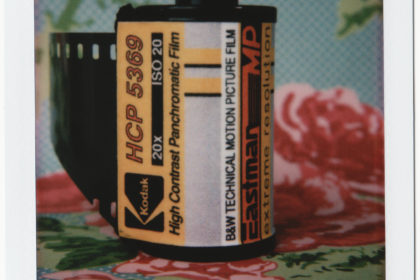 HCP 5369
20x ISO 20
Kodak
High Contrast Panchromatic Film
B&W TECHNICAL MOTION PICTURE FILM
Eastman MP
extreme resolution